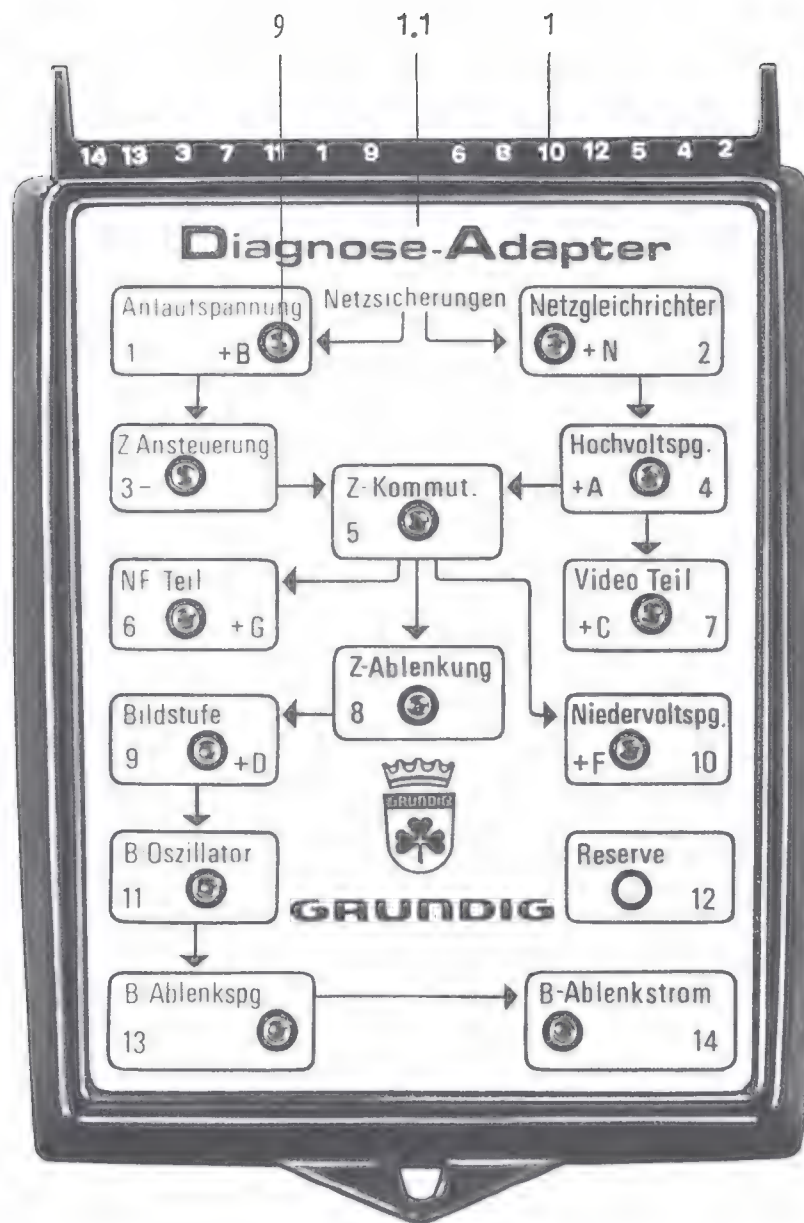 9 1.1 1
14 13 3 7 11 1 9 6 8 10 12 5 4 2
Diagnose-Adapter
Anlaufspannung
1 +B
Netzsicherungen
Netzgleichrichter
+N 2
Z Ansteuerung
3 -
Z-Kommut.
5
Hochvoltspg.
+A 4
NF Teil
6 +G
Video Teil
+C 7
Z-Ablenkung
8
Bildstufe
9 +D
Niedervoltspg.
+F 10
GRUNDIG
B Oszillator
11
Reserve
12
GRUNDIG
B Ablenkspg
13
B-Ablenkstrom
14